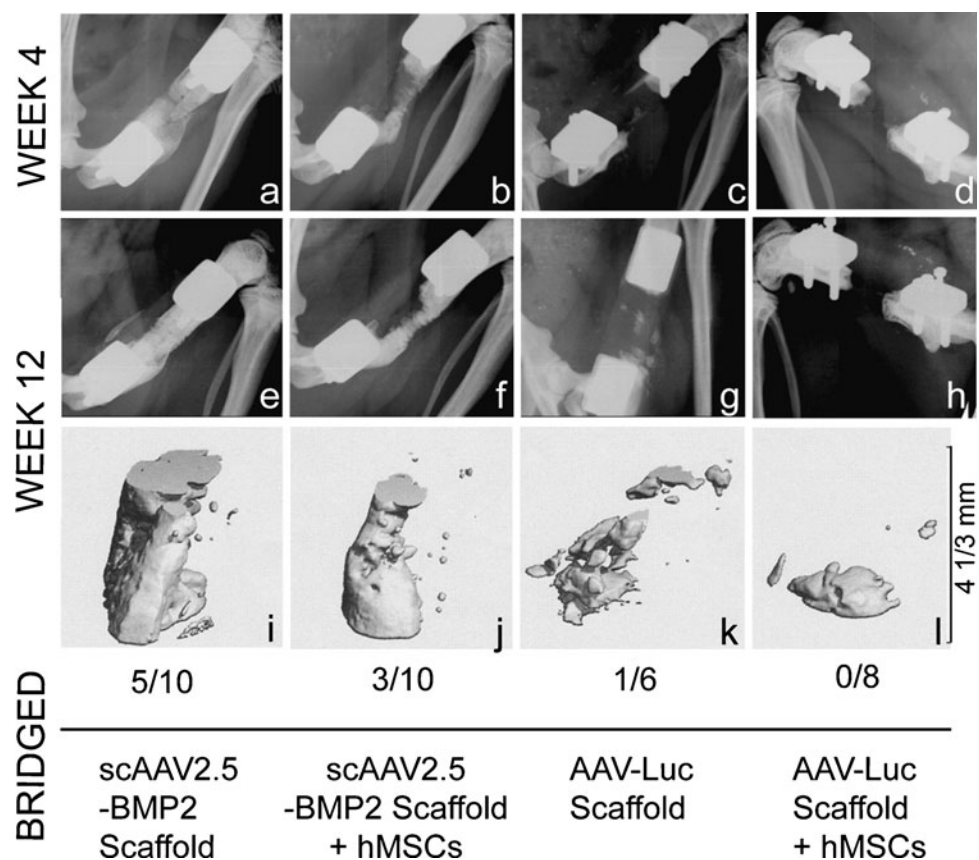 WEEK 4
a
b
c
d
WEEK 12
e
f
g
h
i
j
k
l
4 1/3 mm
BRIDGED
5/10
3/10
1/6
0/8
scAAV2.5
-BMP2
Scaffold
scAAV2.5
-BMP2 Scaffold
+ hMSCs
AAV-Luc
Scaffold
AAV-Luc
Scaffold
+ hMSCs